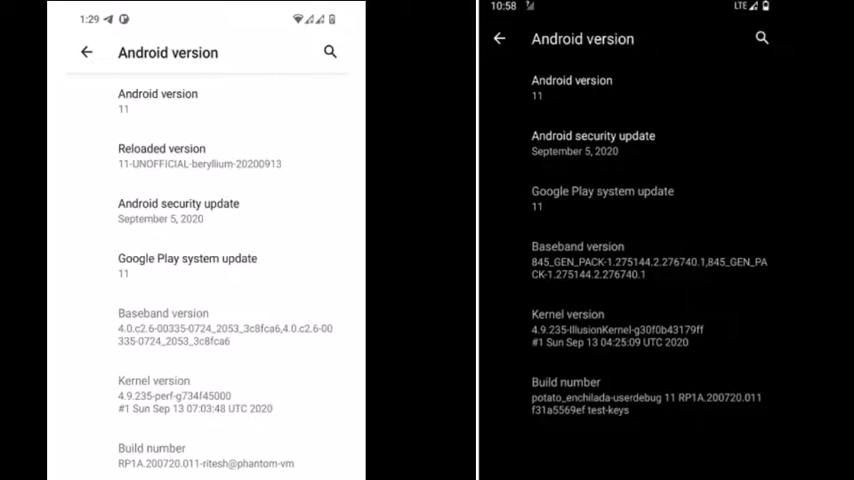 1:29
Android version
Android version
11
Reloaded version
11-UNOFFICIAL-beryllium-20200913
Android security update
September 5, 2020
Google Play system update
11
Baseband version
4.0.c2.6-00335-0724_2053_3c8fca6,4.0.c2.6-00
335-0724_2053_3c8fca6
Kernel version
4.9.235-perf-g734f45000
#1 Sun Sep 13 07:03:48 UTC 2020
Build number
RP1A.200720.011-ritesh@phantom-vm
10:58
LTE
Android version
Android version
11
Android security update
September 5, 2020
Google Play system update
11
Baseband version
845_GEN_PACK-1.275144.2.276740.1,845_GEN_PA
CK-1.275144.2.276740.1
Kernel version
4.9.235-IllusionKernel-g30f0b43179ff
#1 Sun Sep 13 04:25:09 UTC 2020
Build number
potato_enchilada-userdebug 11 RP1A.200720.011
f31a5569ef test-keys